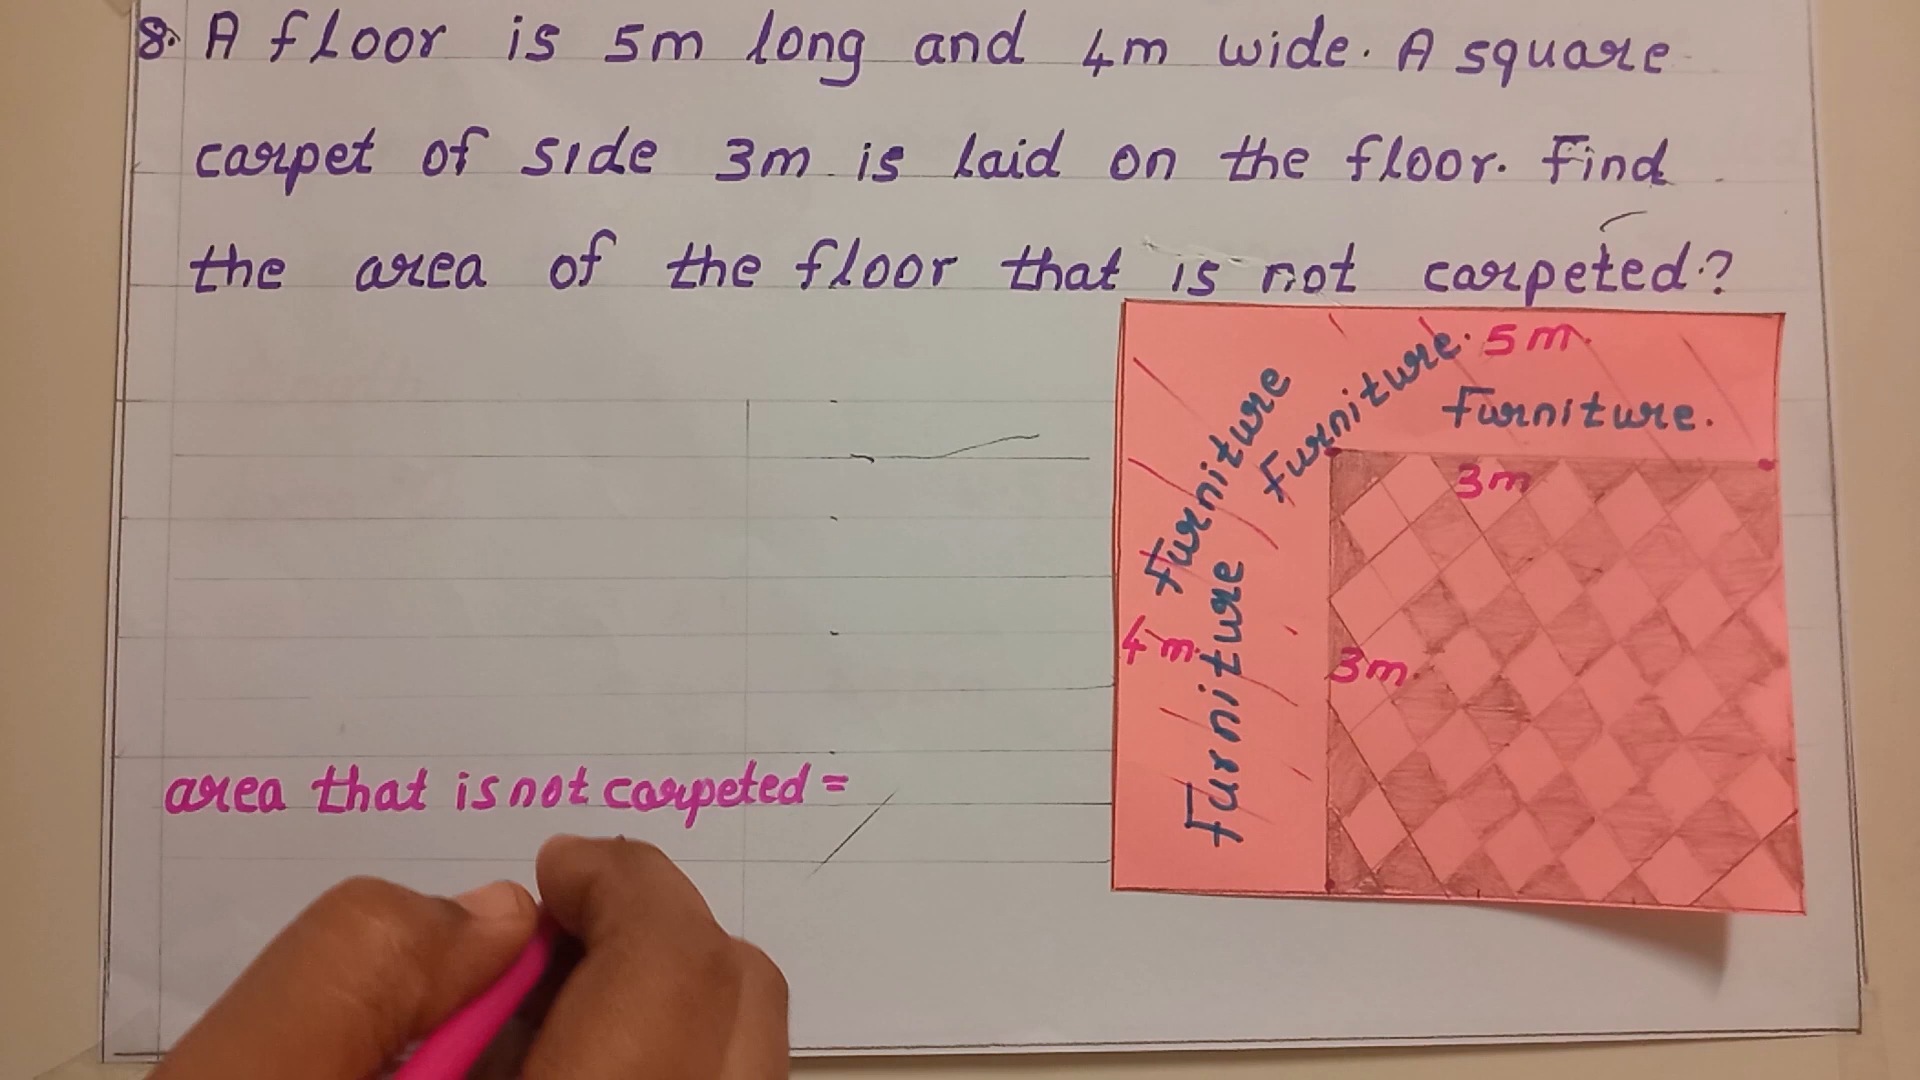 8. A floor is 5m long and 4m wide. A square
carpet of side 3m is laid on the floor. Find
the area of the floor that is not carpeted?
5m.
Furniture.
Furniture.
Furniture
Furniture
3m
4m.
3m.
area that is not carpeted =